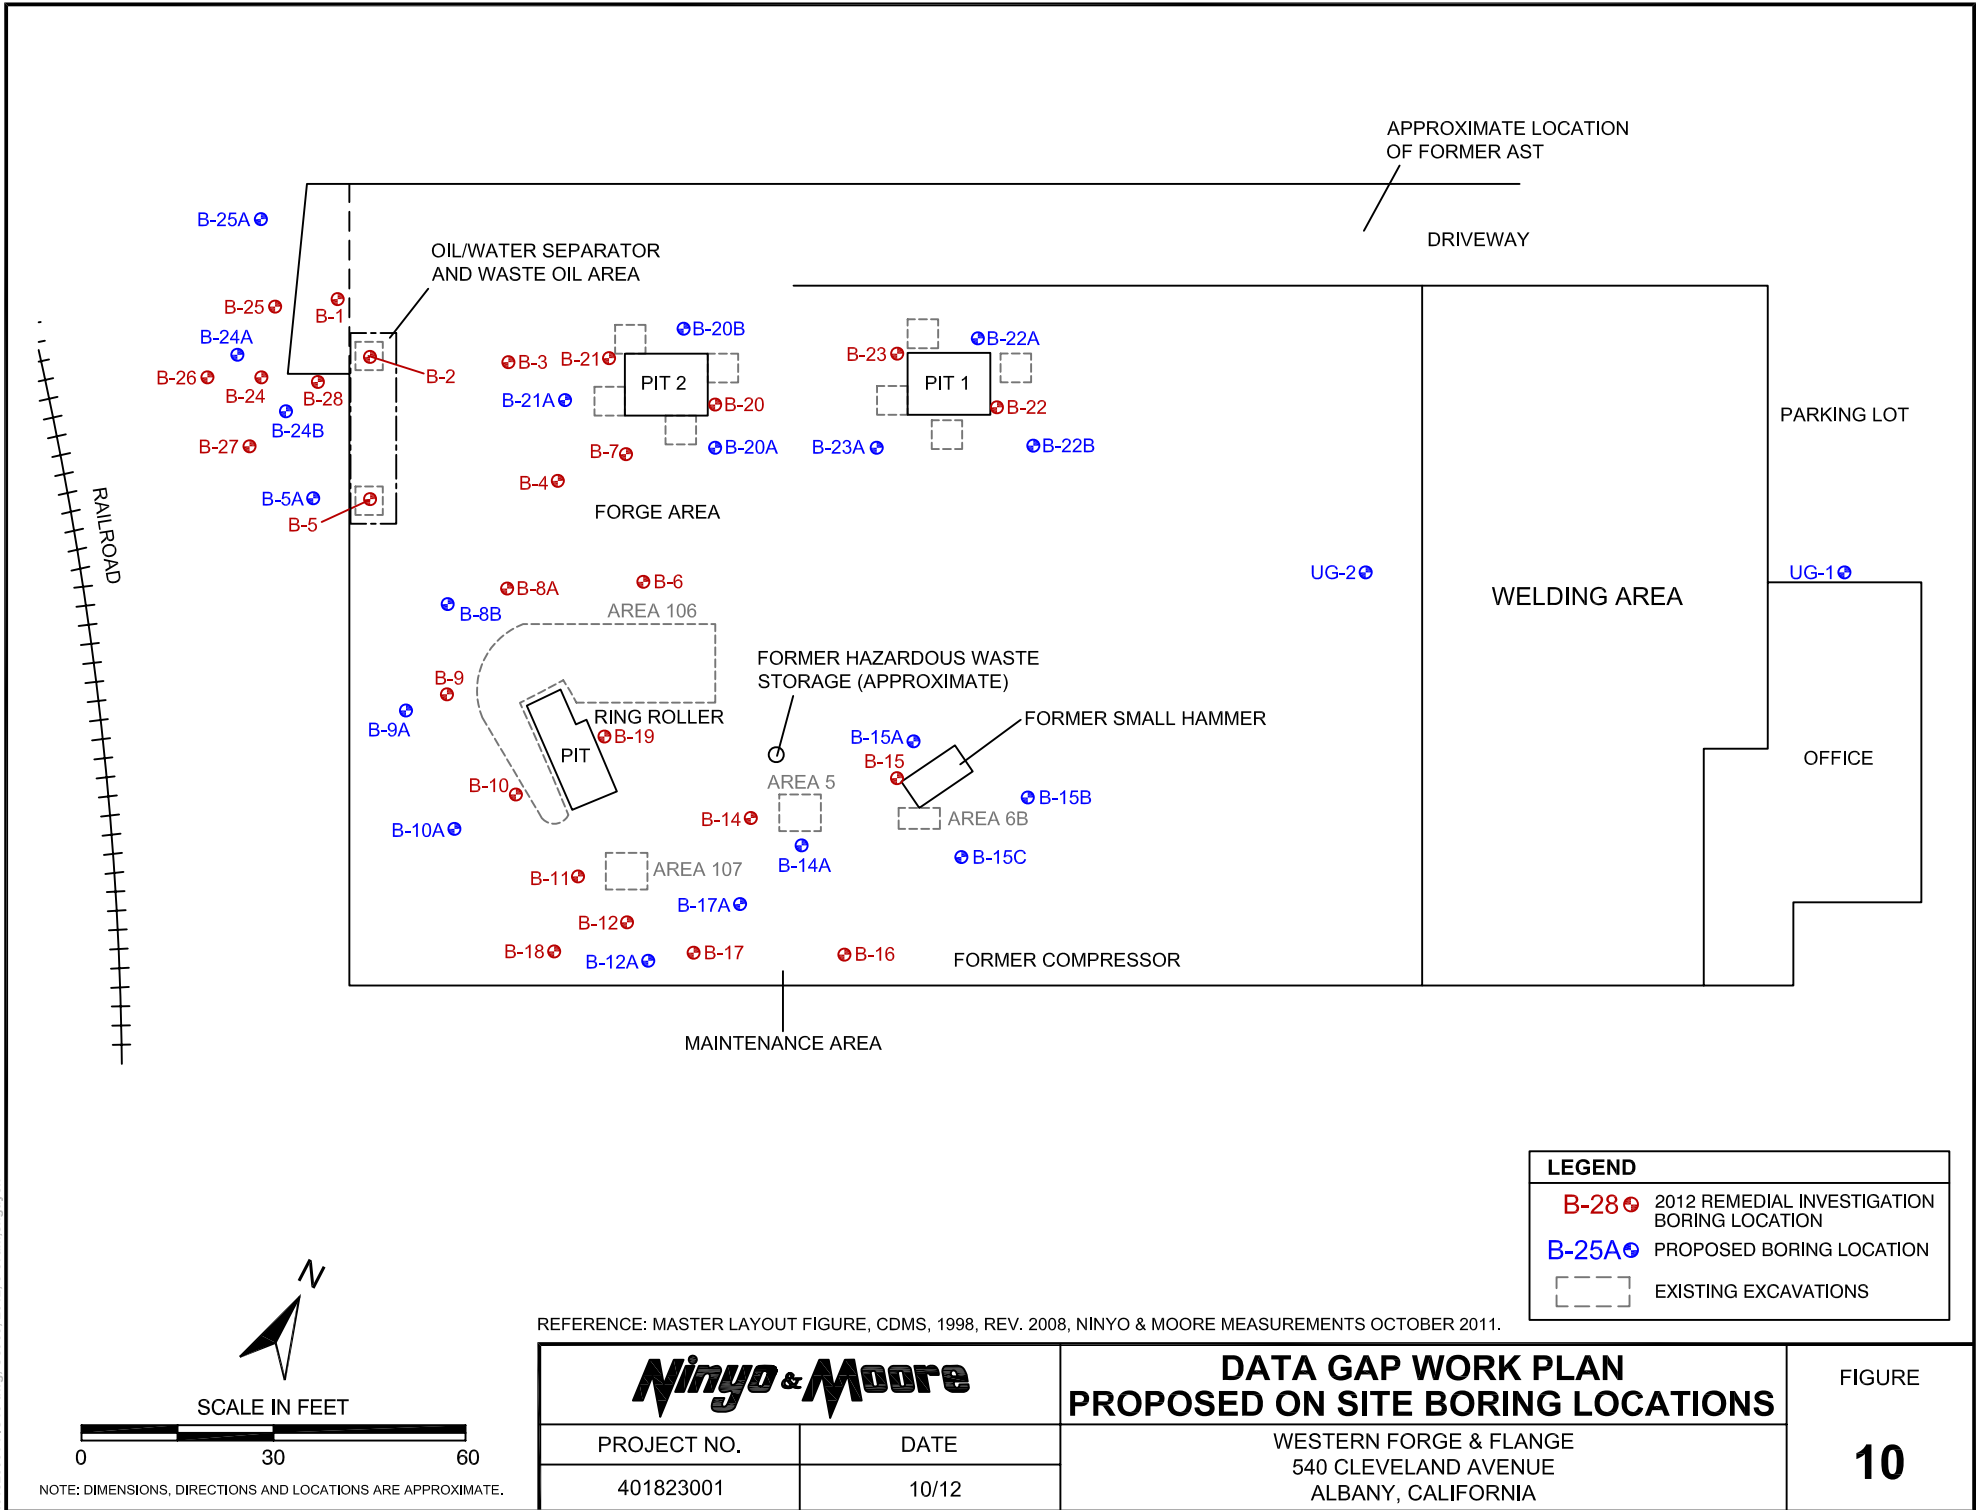 APPROXIMATE LOCATION
OF FORMER AST
B-25A
DRIVEWAY
OIL/WATER SEPARATOR
AND WASTE OIL AREA
B-25
B-1
B-24A
B-20B
B-22A
B-26
B-24
B-28
B-2
B-3
B-21
PIT 2
B-23
PIT 1
B-21A
B-20
B-22
PARKING LOT
B-24B
B-27
B-7
B-20A
B-23A
B-22B
B-4
B-5A
B-5
FORGE AREA
RAILROAD
B-8A
B-6
UG-2
UG-1
B-8B
AREA 106
WELDING AREA
FORMER HAZARDOUS WASTE
STORAGE (APPROXIMATE)
B-9
B-9A
RING ROLLER
FORMER SMALL HAMMER
B-19
B-15A
PIT
B-15
OFFICE
B-10
AREA 5
B-15B
B-10A
B-14
AREA 6B
B-14A
B-15C
B-11
AREA 107
B-17A
B-12
B-18
B-12A
B-17
B-16
FORMER COMPRESSOR
MAINTENANCE AREA
LEGEND
B-28 2012 REMEDIAL INVESTIGATION
BORING LOCATION
B-25A PROPOSED BORING LOCATION
EXISTING EXCAVATIONS
N
SCALE IN FEET
0 30 60
NOTE: DIMENSIONS, DIRECTIONS AND LOCATIONS ARE APPROXIMATE.
REFERENCE: MASTER LAYOUT FIGURE, CDMS, 1998, REV. 2008, NINYO & MOORE MEASUREMENTS OCTOBER 2011.
Ninyo & Moore
PROJECT NO.
DATE
401823001
10/12
DATA GAP WORK PLAN
PROPOSED ON SITE BORING LOCATIONS
WESTERN FORGE & FLANGE
540 CLEVELAND AVENUE
ALBANY, CALIFORNIA
FIGURE
10